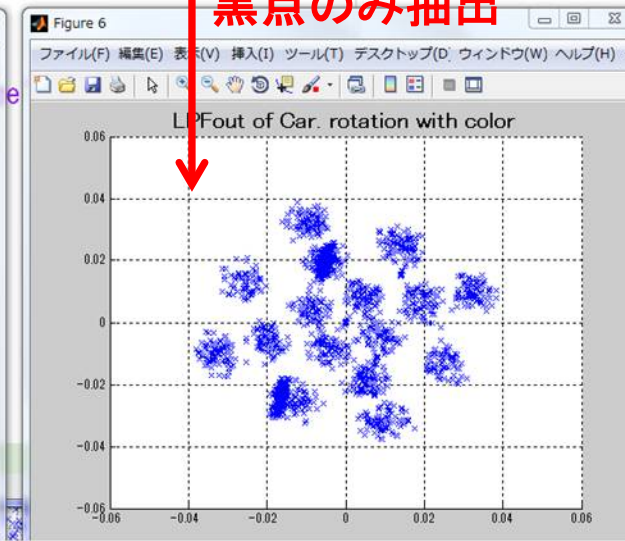 黒点のみ抽出
Figure 6
ファイル(F) 編集(E) 表示(V) 挿入(I) ツール(T) デスクトップ(D) ウィンドウ(W) ヘルプ(H)
e
LPFout of Car. rotation with color
0.06
0.04
0.02
0
-0.02
-0.04
-0.06
-0.06 -0.04 -0.02 0 0.02 0.04 0.06